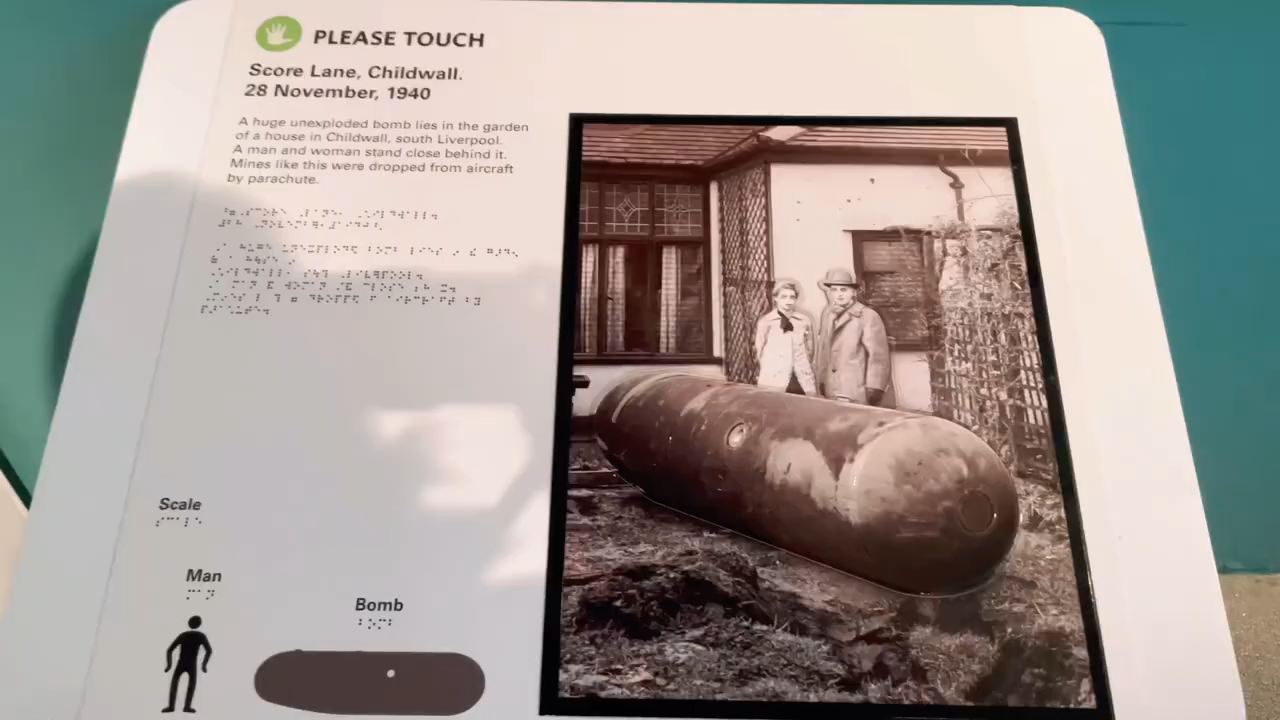 PLEASE TOUCH
Score Lane, Childwall.
28 November, 1940
A huge unexploded bomb lies in the garden
of a house in Childwall, south Liverpool.
A man and woman stand close behind it.
Mines like this were dropped from aircraft
by parachute.
Scale
Man
Bomb